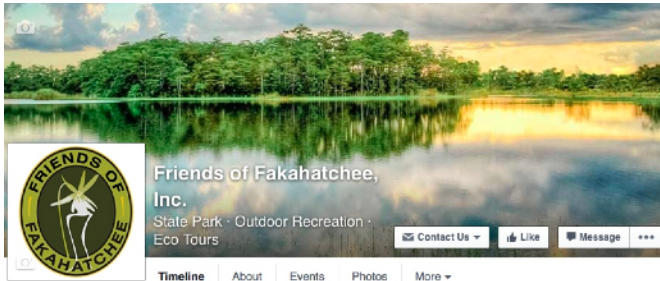 FRIENDS OF
FAKAHATCHEE
Friends of Fakahatchee,
Inc.
State Park · Outdoor Recreation ·
Eco Tours
Contact Us
Like
Message
Timeline
About
Events
Photos
More